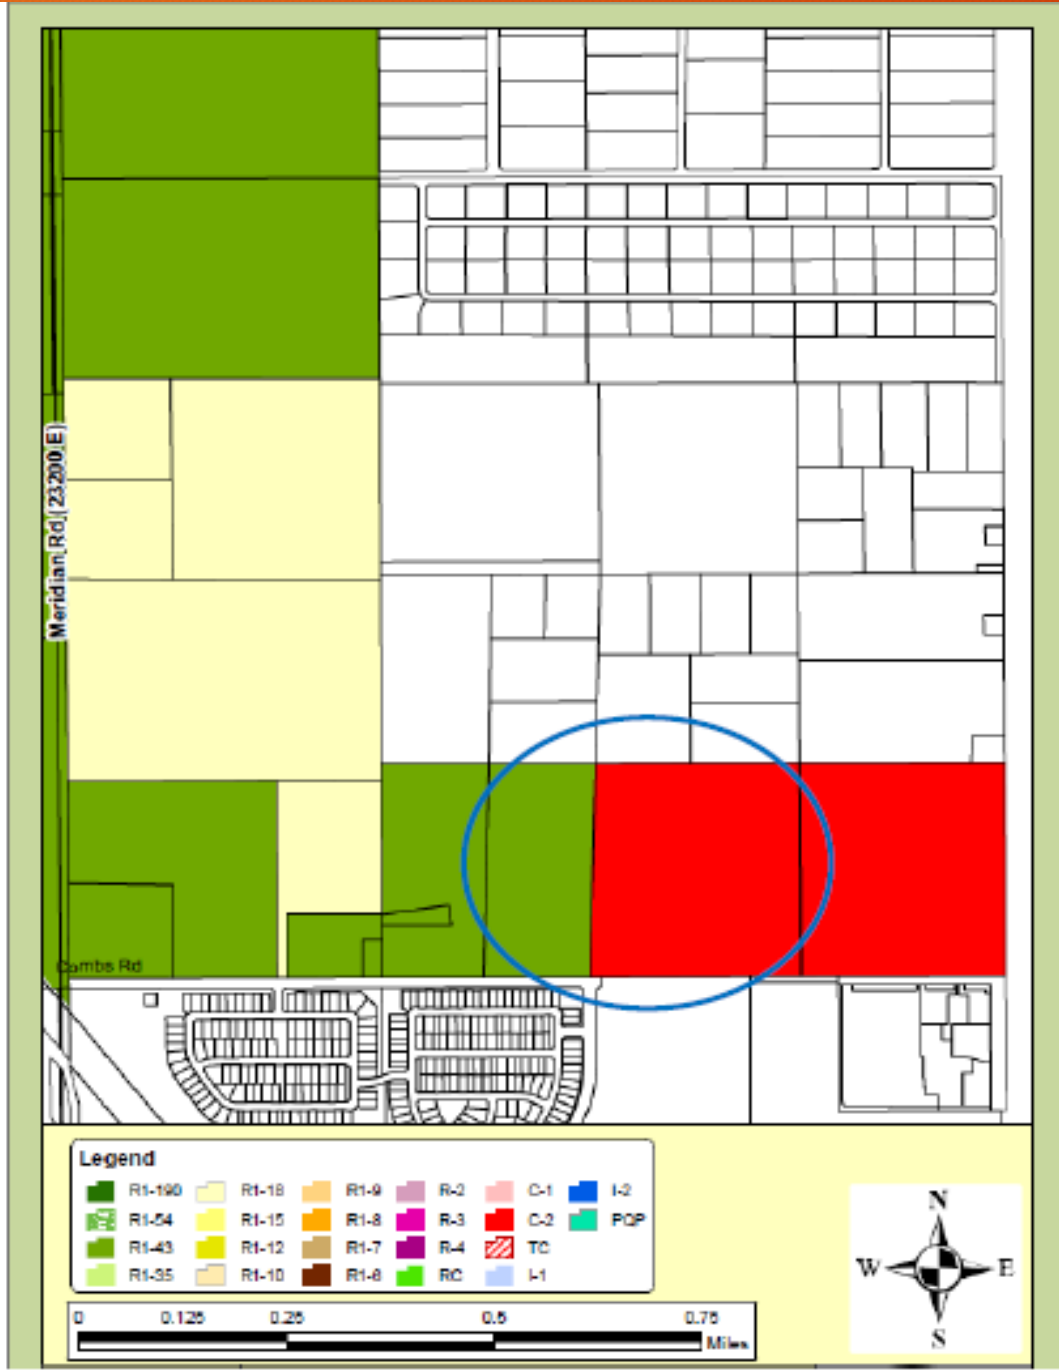 Meridian Rd (23200 E)
Combs Rd
Legend
R1-190 R1-18 R1-9 R-2 C-1 I-2
R1-54 R1-15 R1-8 R-3 C-2 PQP
R1-43 R1-12 R1-7 R-4 TC
R1-35 R1-10 R1-6 RC I-1
N
W E
S
0 0.125 0.25 0.5 0.75
Miles